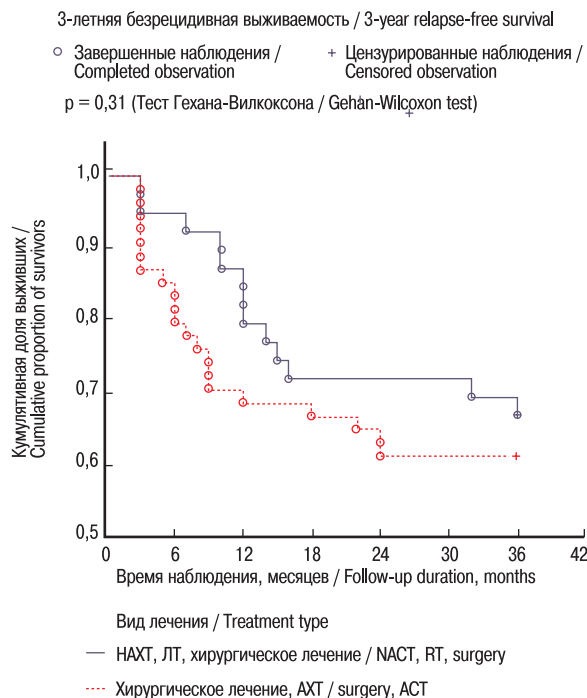 3-летняя безрецидивная выживаемость / 3-year relapse-free survival
Завершенные наблюдения /
Completed observation
Цензурированные наблюдения /
Censored observation
p = 0,31 (Тест Гехана-Вилкоксона / Gehan-Wilcoxon test)
Кумулятивная доля выживших /
Cumulative proportion of survivors
1,0
0,9
0,8
0,7
0,6
0,5
0 6 12 18 24 30 36 42
Время наблюдения, месяцев / Follow-up duration, months
Вид лечения / Treatment type
НАХТ, ЛТ, хирургическое лечение / NACT, RT, surgery
Хирургическое лечение, АХТ / surgery, ACT